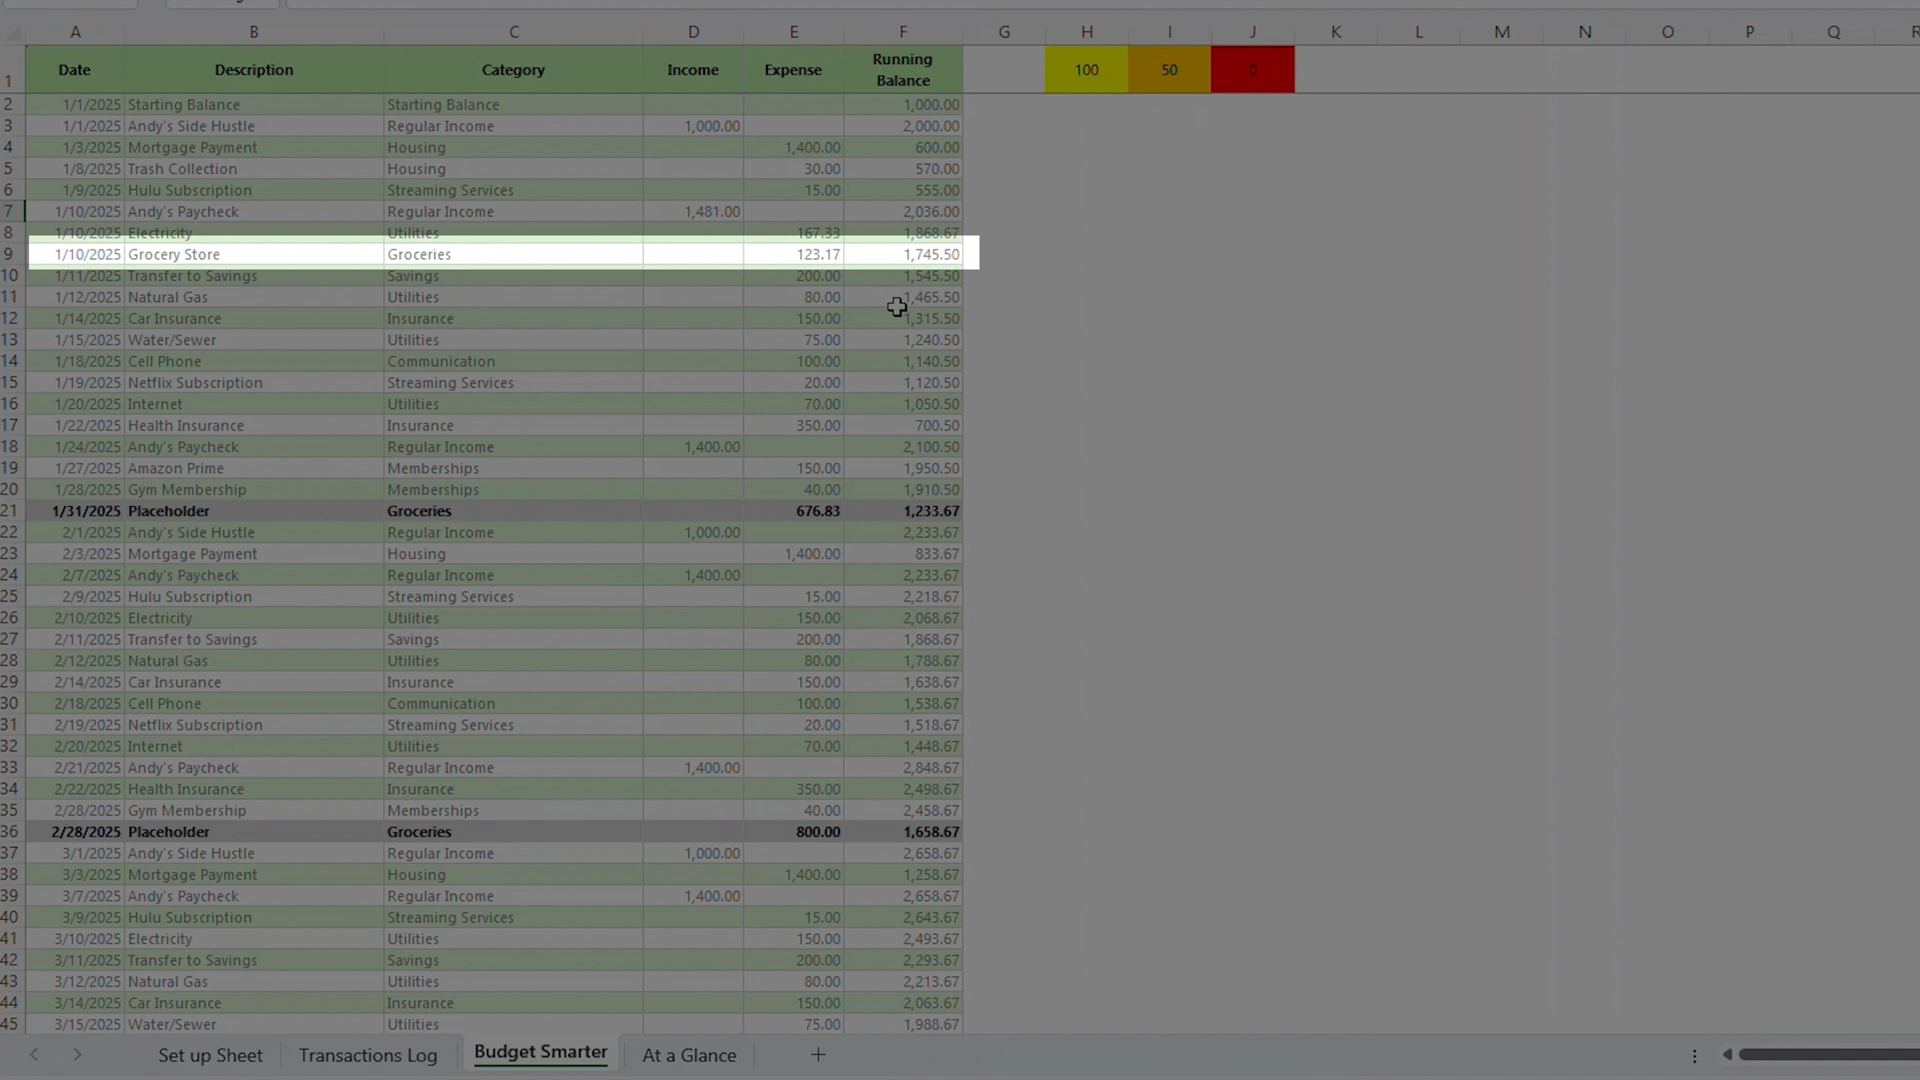 A B C D E F G H I J K L M N O P Q R
1 Date Description Category Income Expense Running Balance 100 50 0
2 1/1/2025 Starting Balance Starting Balance 1,000.00
3 1/1/2025 Andy's Side Hustle Regular Income 1,000.00 2,000.00
4 1/3/2025 Mortgage Payment Housing 1,400.00 600.00
5 1/8/2025 Trash Collection Housing 30.00 570.00
6 1/9/2025 Hulu Subscription Streaming Services 15.00 555.00
7 1/10/2025 Andy's Paycheck Regular Income 1,481.00 2,036.00
8 1/10/2025 Electricity Utilities 167.33 1,868.67
9 1/10/2025 Grocery Store Groceries 123.17 1,745.50
10 1/11/2025 Transfer to Savings Savings 200.00 1,545.50
11 1/12/2025 Natural Gas Utilities 80.00 1,465.50
12 1/14/2025 Car Insurance Insurance 150.00 1,315.50
13 1/15/2025 Water/Sewer Utilities 75.00 1,240.50
14 1/18/2025 Cell Phone Communication 100.00 1,140.50
15 1/19/2025 Netflix Subscription Streaming Services 20.00 1,120.50
16 1/20/2025 Internet Utilities 70.00 1,050.50
17 1/22/2025 Health Insurance Insurance 350.00 700.50
18 1/24/2025 Andy's Paycheck Regular Income 1,400.00 2,100.50
19 1/27/2025 Amazon Prime Memberships 150.00 1,950.50
20 1/28/2025 Gym Membership Memberships 40.00 1,910.50
21 1/31/2025 Placeholder Groceries 676.83 1,233.67
22 2/1/2025 Andy's Side Hustle Regular Income 1,000.00 2,233.67
23 2/3/2025 Mortgage Payment Housing 1,400.00 833.67
24 2/7/2025 Andy's Paycheck Regular Income 1,400.00 2,233.67
25 2/9/2025 Hulu Subscription Streaming Services 15.00 2,218.67
26 2/10/2025 Electricity Utilities 150.00 2,068.67
27 2/11/2025 Transfer to Savings Savings 200.00 1,868.67
28 2/12/2025 Natural Gas Utilities 80.00 1,788.67
29 2/14/2025 Car Insurance Insurance 150.00 1,638.67
30 2/18/2025 Cell Phone Communication 100.00 1,538.67
31 2/19/2025 Netflix Subscription Streaming Services 20.00 1,518.67
32 2/20/2025 Internet Utilities 70.00 1,448.67
33 2/21/2025 Andy's Paycheck Regular Income 1,400.00 2,848.67
34 2/22/2025 Health Insurance Insurance 350.00 2,498.67
35 2/28/2025 Gym Membership Memberships 40.00 2,458.67
36 2/28/2025 Placeholder Groceries 800.00 1,658.67
37 3/1/2025 Andy's Side Hustle Regular Income 1,000.00 2,658.67
38 3/3/2025 Mortgage Payment Housing 1,400.00 1,258.67
39 3/7/2025 Andy's Paycheck Regular Income 1,400.00 2,658.67
40 3/9/2025 Hulu Subscription Streaming Services 15.00 2,643.67
41 3/10/2025 Electricity Utilities 150.00 2,493.67
42 3/11/2025 Transfer to Savings Savings 200.00 2,293.67
43 3/12/2025 Natural Gas Utilities 80.00 2,213.67
44 3/14/2025 Car Insurance Insurance 150.00 2,063.67
45 3/15/2025 Water/Sewer Utilities 75.00 1,988.67
Set up Sheet Transactions Log Budget Smarter At a Glance